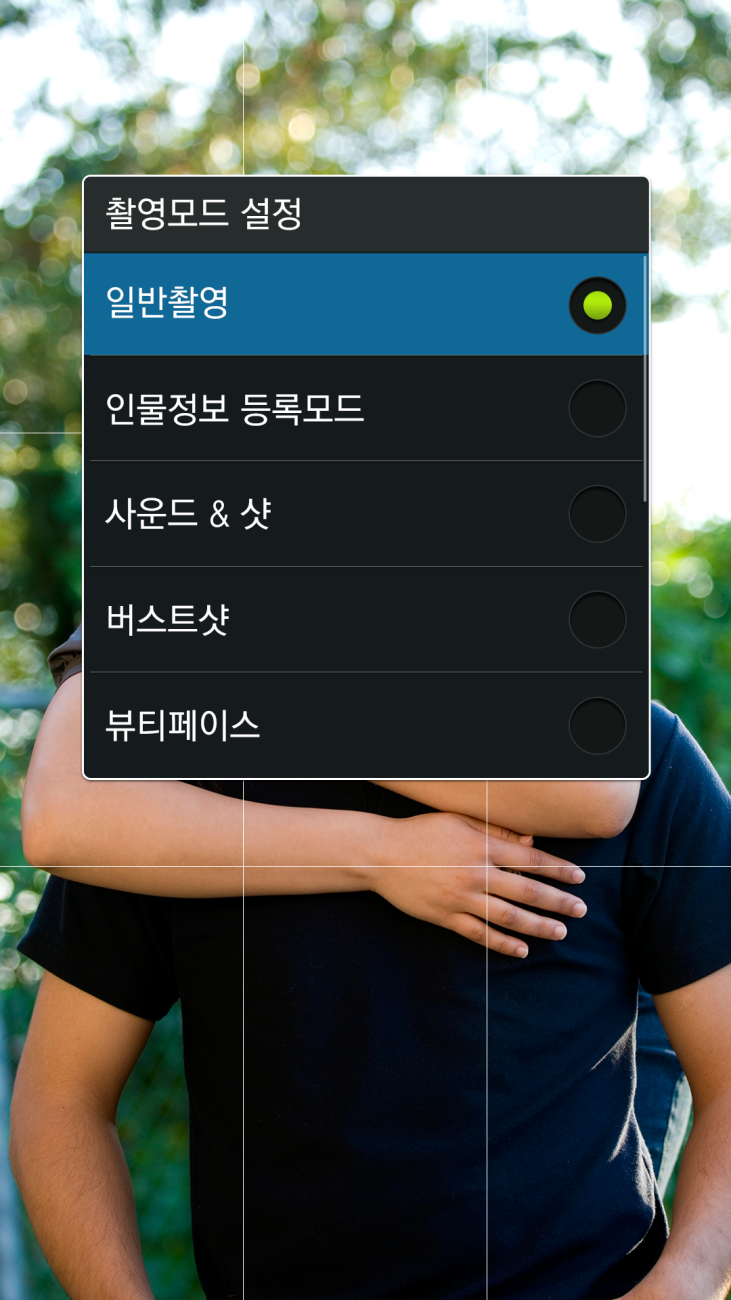 촬영모드 설정
일반촬영
인물정보 등록모드
사운드 & 샷
버스트샷
뷰티페이스